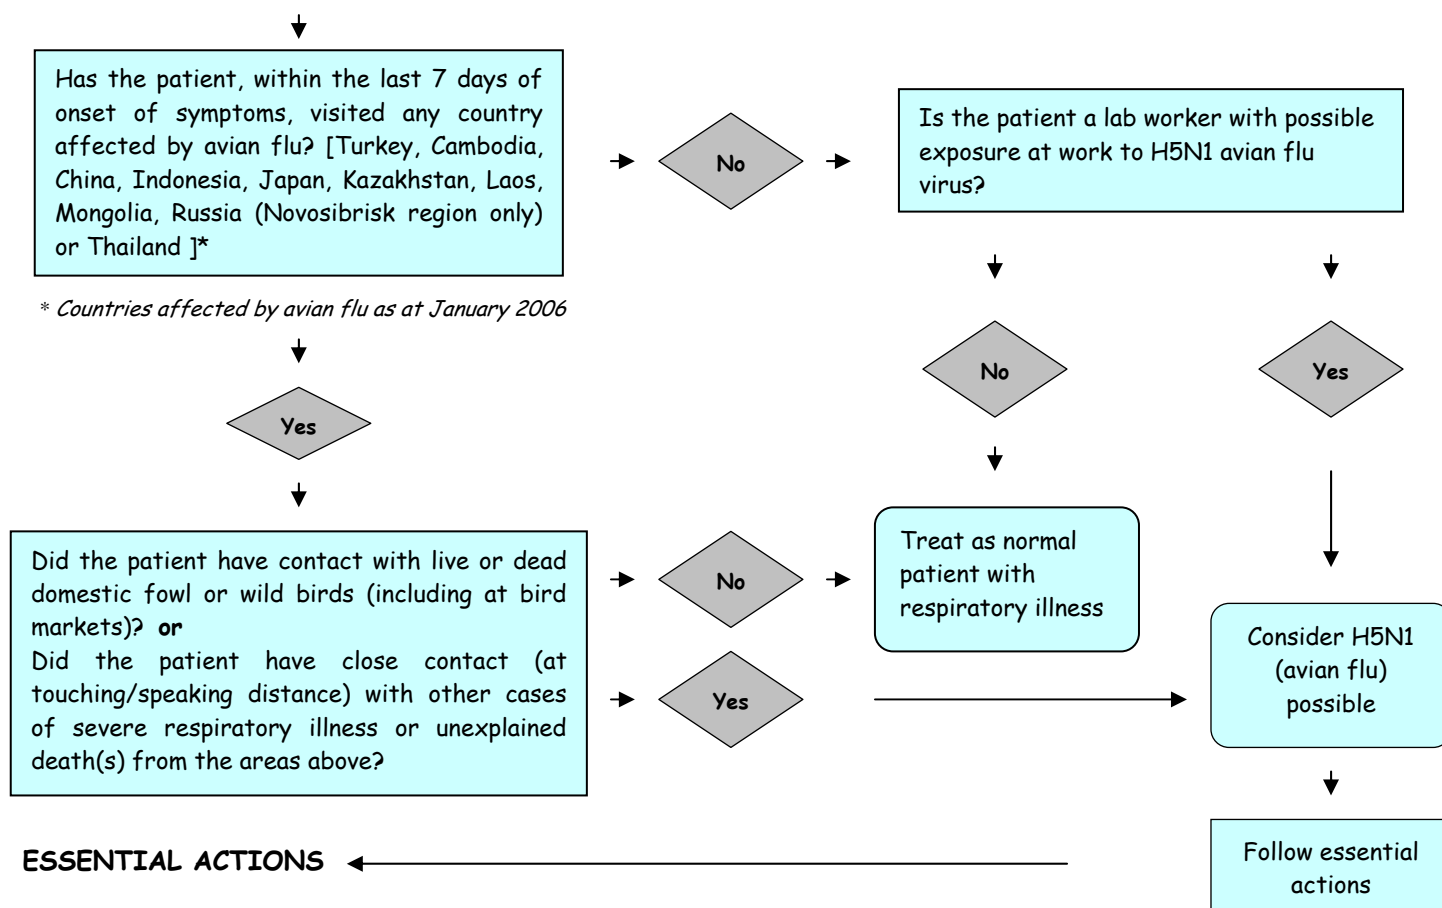 Has the patient, within the last 7 days of
onset of symptoms, visited any country
affected by avian flu? [Turkey, Cambodia,
China, Indonesia, Japan, Kazakhstan, Laos,
Mongolia, Russia (Novosibrisk region only)
or Thailand ]*
* Countries affected by avian flu as at January 2006
No
Is the patient a lab worker with possible
exposure at work to H5N1 avian flu
virus?
No
Yes
Yes
Did the patient have contact with live or dead
domestic fowl or wild birds (including at bird
markets)? or
Did the patient have close contact (at
touching/speaking distance) with other cases
of severe respiratory illness or unexplained
death(s) from the areas above?
No
Yes
Treat as normal
patient with
respiratory illness
Consider H5N1
(avian flu)
possible
ESSENTIAL ACTIONS
Follow essential
actions